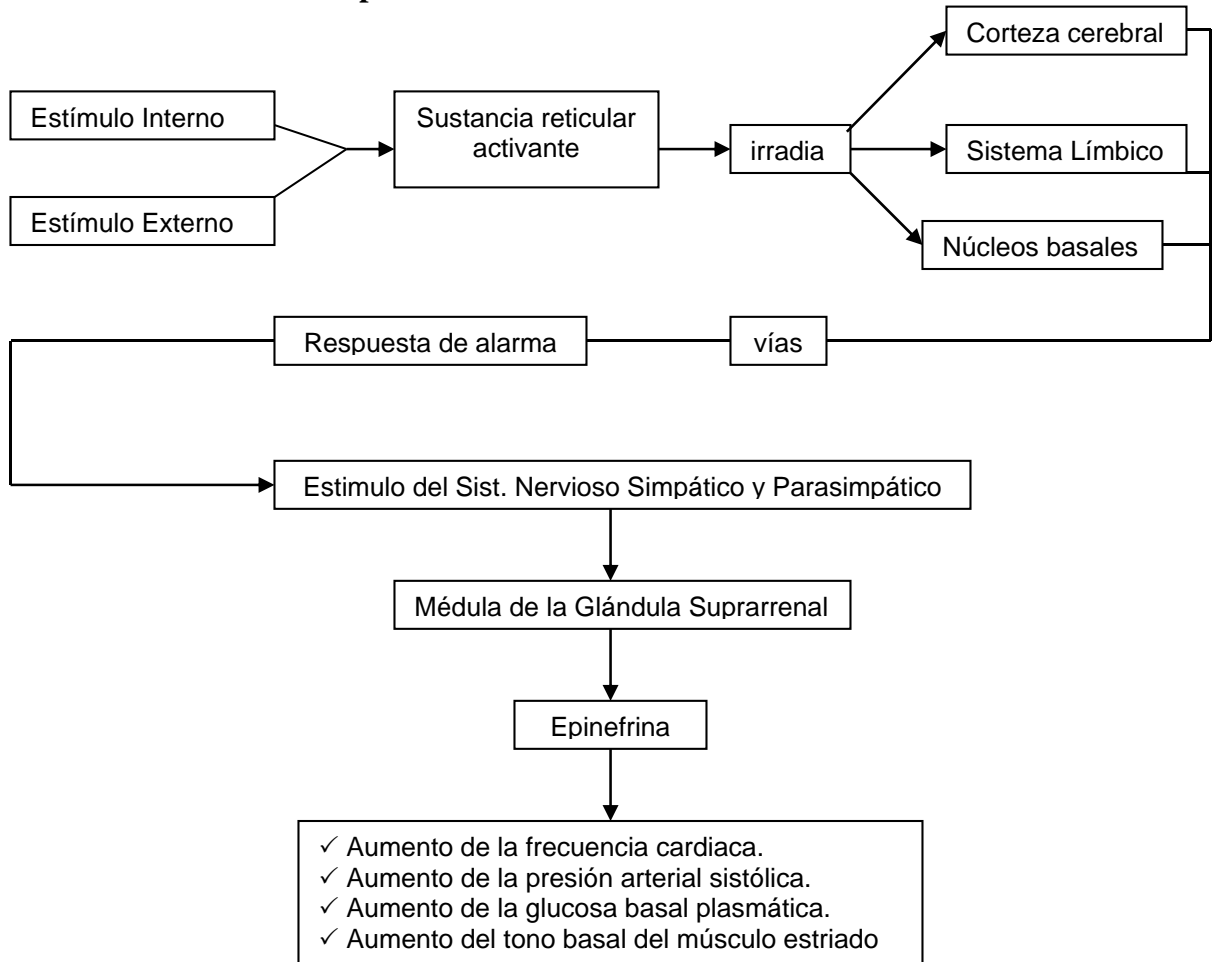 Corteza cerebral
Estímulo Interno
Sustancia reticular
activante
irradia
Sistema Límbico
Estímulo Externo
Núcleos basales
Respuesta de alarma
vías
Estimulo del Sist. Nervioso Simpático y Parasimpático
Médula de la Glándula Suprarrenal
Epinefrina
✓ Aumento de la frecuencia cardiaca.
✓ Aumento de la presión arterial sistólica.
✓ Aumento de la glucosa basal plasmática.
✓ Aumento del tono basal del músculo estriado